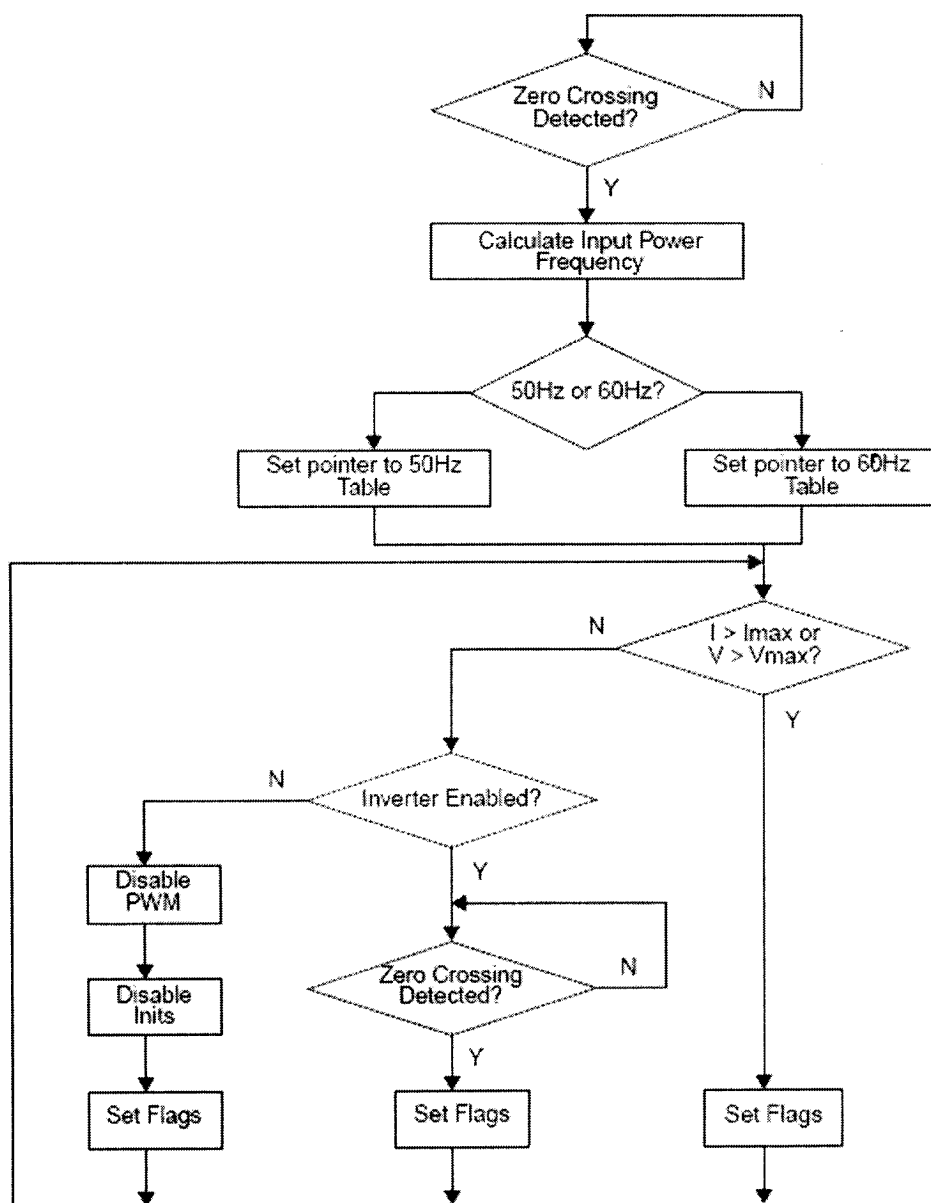 Zero Crossing
Detected?
N
Y
Calculate Input Power
Frequency
50Hz or 60Hz?
Set pointer to 50Hz
Table
Set pointer to 60Hz
Table
N
I > Imax or
V > Vmax?
Y
N
Inverter Enabled?
Y
Disable
PWM
Zero Crossing
Detected?
N
Disable
Inits
Y
Set Flags
Set Flags
Set Flags